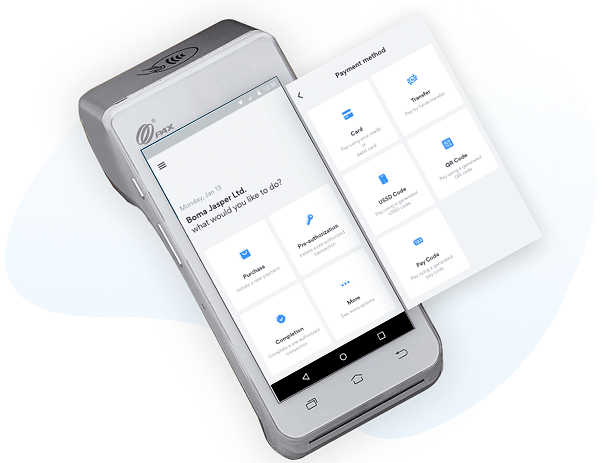 PAX
Monday, Jan 13
Boma Jasper Ltd.
what would you like to do?
Purchase
Initiate a new payment
Pre-authorization
Initiate a pre-authorized
transaction
Completion
Complete a pre-authorized
transaction
More
See more options
Payment method
Card
Pay using your credit
or
debit card
Transfer
Pay by funds transfer
USSD Code
Pay using a generated
USSD code
QR Code
Pay using a generated
QR code
Pay Code
Pay using a generated
pay code